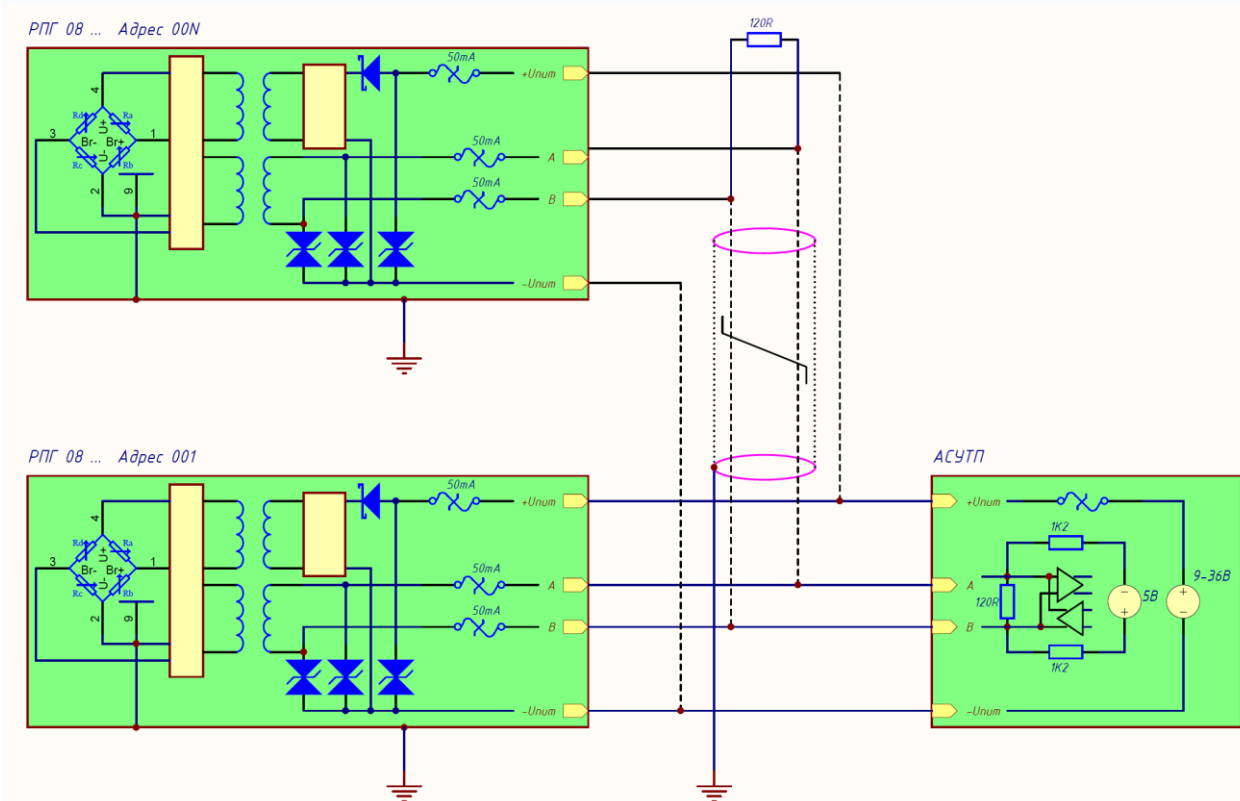 РПГ 08 ... Адрес 00N
120R
50mA
+Uпит
4
Rd
Ra
U+
3
Br-
Br+
1
U-
Rc
Rb
2
9
50mA
A
50mA
B
-Uпит
РПГ 08 ... Адрес 001
АСУТП
50mA
+Uпит
+Uпит
4
Rd
Ra
U+
3
Br-
Br+
1
U-
Rc
Rb
2
9
50mA
A
50mA
B
-Uпит
1K2
A
120R
B
5В
9-36В
1K2
-Uпит